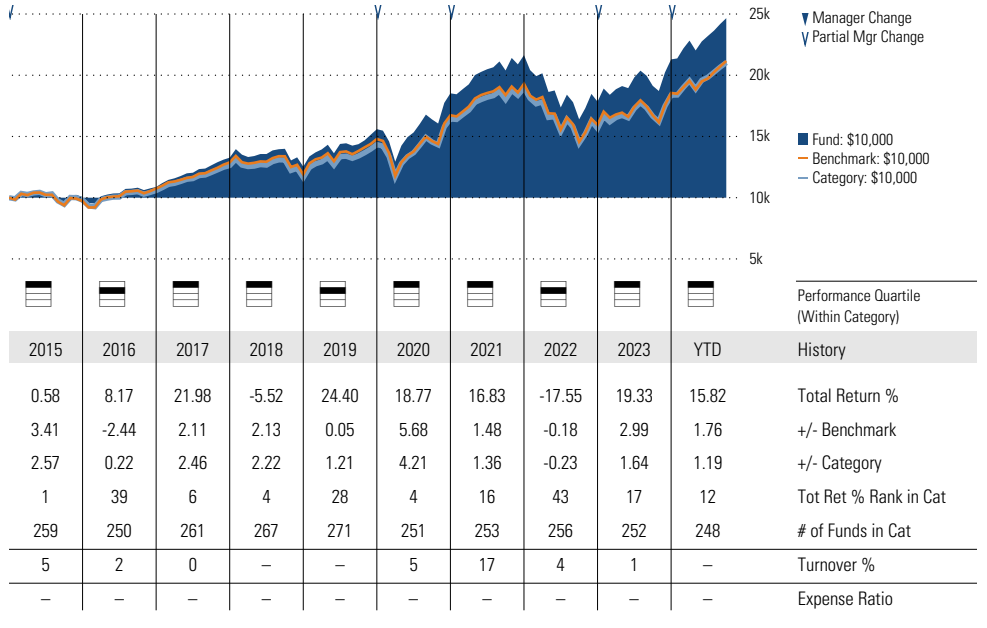 25k
20k
15k
10k
5k
Manager Change
Partial Mgr Change
Fund: $10,000
Benchmark: $10,000
Category: $10,000
Performance Quartile
(Within Category)
2015 2016 2017 2018 2019 2020 2021 2022 2023 YTD History
0.58 8.17 21.98 -5.52 24.40 18.77 16.83 -17.55 19.33 15.82 Total Return %
3.41 -2.44 2.11 2.13 0.05 5.68 1.48 -0.18 2.99 1.76 +/- Benchmark
2.57 0.22 2.46 2.22 1.21 4.21 1.36 -0.23 1.64 1.19 +/- Category
1 39 6 4 28 4 16 43 17 12 Tot Ret % Rank in Cat
259 250 261 267 271 251 253 256 252 248 # of Funds in Cat
5 2 0 – – 5 17 4 1 – Turnover %
– – – – – – – – – – Expense Ratio